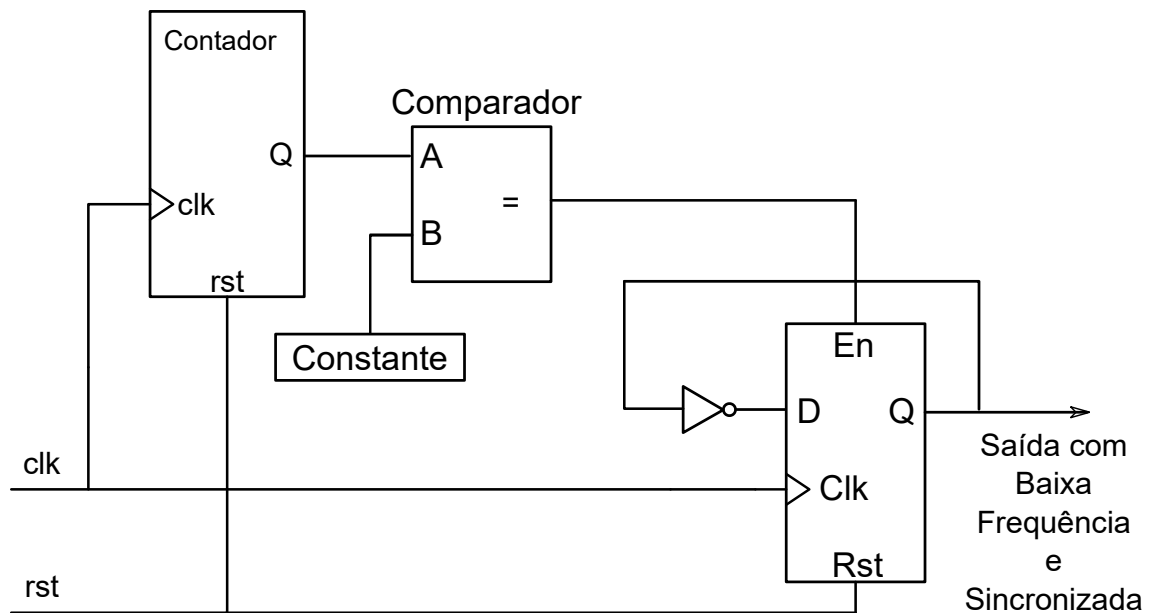 Contador
Q
clk
rst
Comparador
A
=
B
Constante
En
D
Q
Clk
Rst
clk
rst
Saída com
Baixa
Frequência
e
Sincronizada